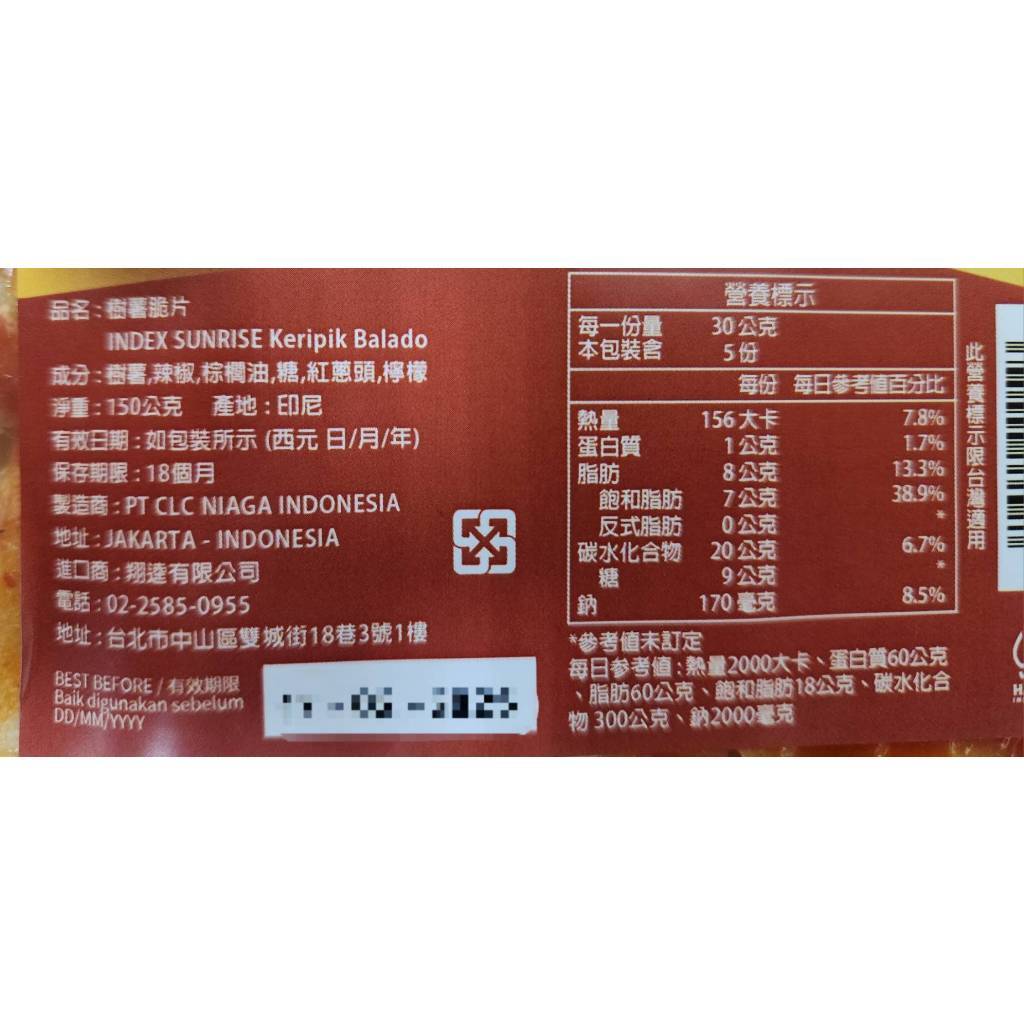 品名：樹薯脆片
INDEX SUNRISE Keripik Balado
成分：樹薯,辣椒,棕櫚油,糖,紅蔥頭,檸檬
淨重：150公克 產地：印尼
有效日期：如包裝所示 (西元 日/月/年)
保存期限：18個月
製造商：PT CLC NIAGA INDONESIA
地址：JAKARTA - INDONESIA
進口商：翔逵有限公司
電話：02-2585-0955
地址：台北市中山區雙城街18巷3號1樓
BEST BEFORE / 有效期限
Baik digunakan sebelum
DD/MM/YYYY
營養標示
每一份量 30公克
本包裝含 5份
每份 每日參考值百分比
熱量 156大卡 7.8%
蛋白質 1公克 1.7%
脂肪 8公克 13.3%
飽和脂肪 7公克 38.9%
反式脂肪 0公克 *
碳水化合物 20公克 6.7%
糖 9公克 *
鈉 170毫克 8.5%
*參考值未訂定
每日參考值：熱量2000大卡、蛋白質60公克
、脂肪60公克、飽和脂肪18公克、碳水化合
物 300公克、鈉2000毫克
此營養標示限台灣適用